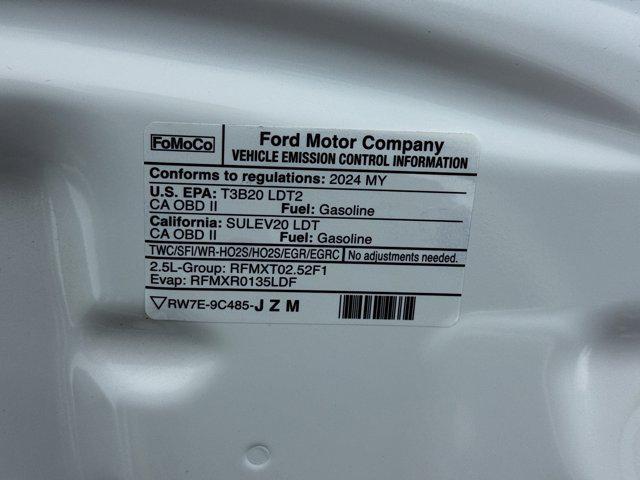 FoMoCo
Ford Motor Company
VEHICLE EMISSION CONTROL INFORMATION
Conforms to regulations: 2024 MY
U.S. EPA: T3B20 LDT2
CA OBD II Fuel: Gasoline
California: SULEV20 LDT
CA OBD II Fuel: Gasoline
TWC/SFI/WR-HO2S/HO2S/EGR/EGRC No adjustments needed.
2.5L-Group: RFMXT02.52F1
Evap: RFMXR0135LDF
RW7E-9C485-JZM